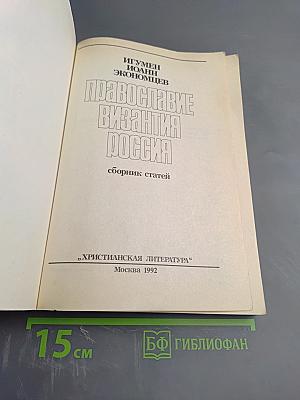 ИГУМЕН
ИОАНН
ЭКОНОМЦЕВ
ПРАВОСЛАВИЕ
ВИЗАНТИЯ
РОССИЯ
сборник статей
„ХРИСТИАНСКАЯ ЛИТЕРАТУРА“
Москва 1992
15 см
БФ ГИБЛИОФАН